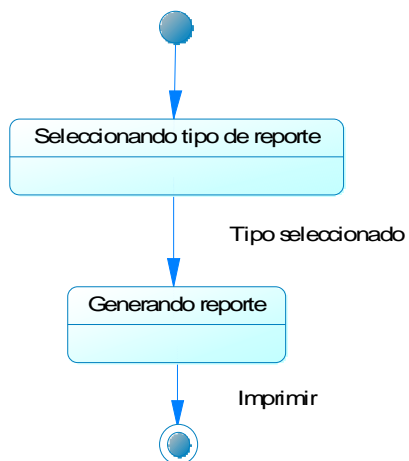 Seleccionando tipo de reporte
Tipo seleccionado
Generando reporte
Imprimir